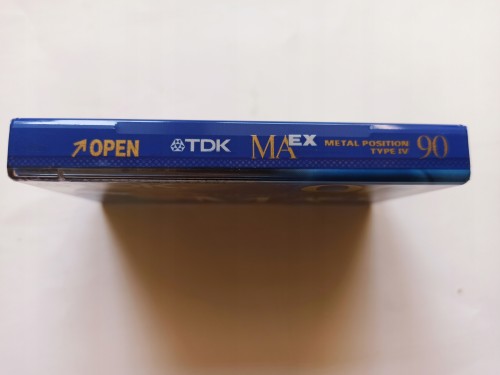 OPEN
TDK
MA EX
METAL POSITION
TYPE IV
90